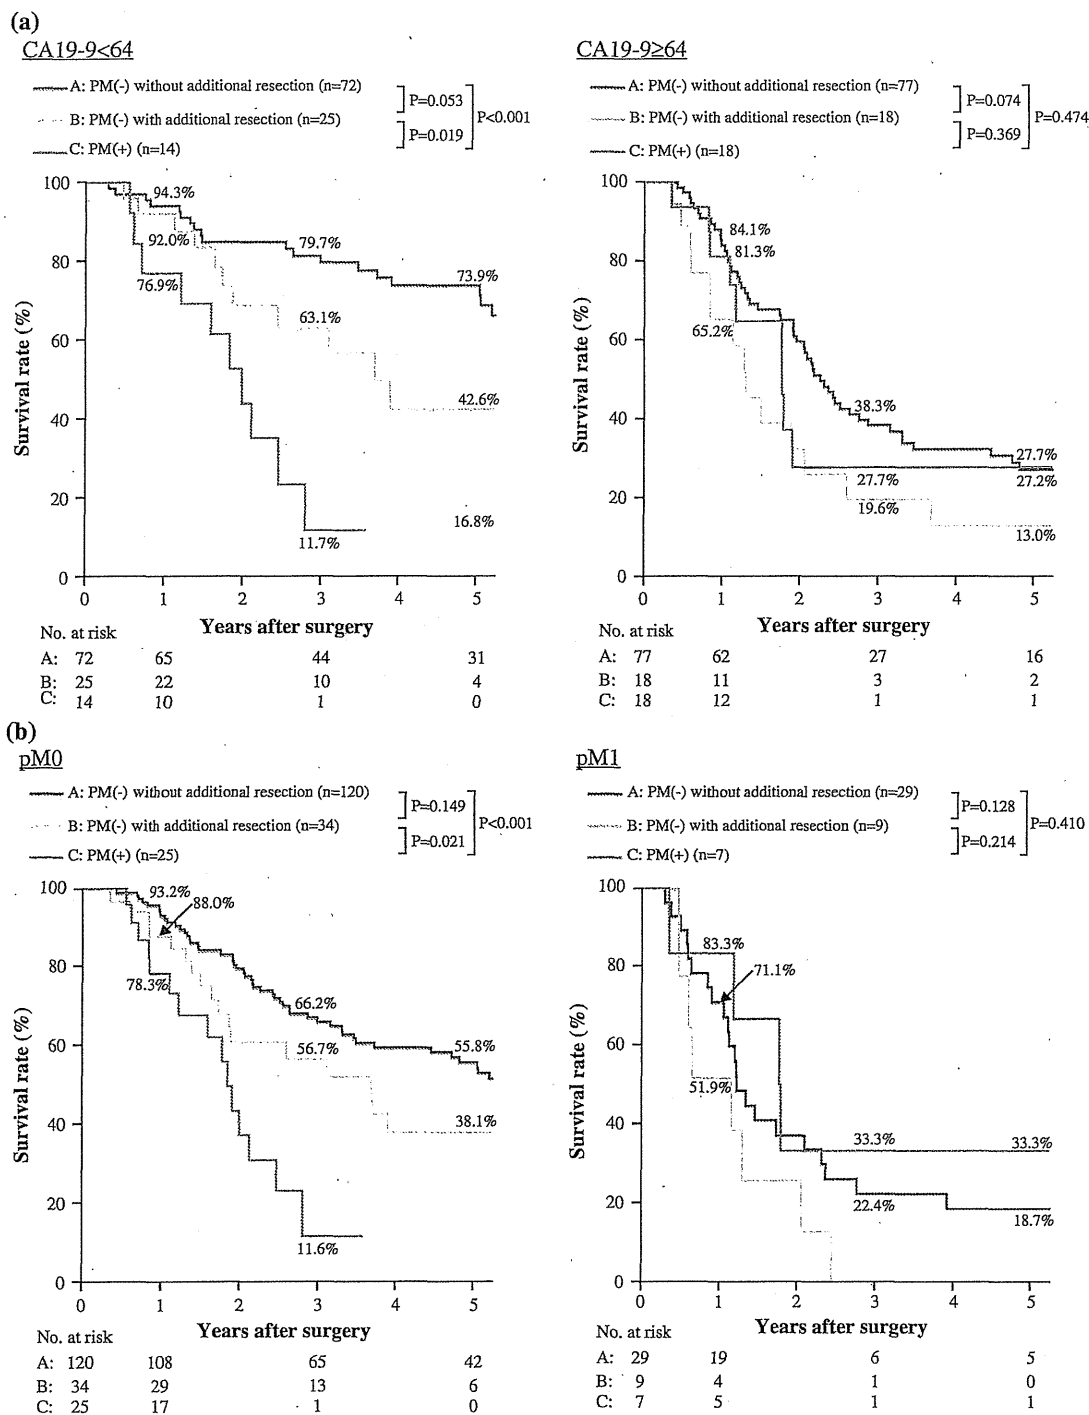 (a)
CA19-9<64
A: PM(-) without additional resection (n=72)
B: PM(-) with additional resection (n=25)
C: PM(+) (n=14)
P=0.053
P=0.019
P<0.001
100
80
60
40
20
0
Survival rate (%)
94.3%
92.0%
76.9%
79.7%
63.1%
11.7%
73.9%
42.6%
16.8%
0 1 2 3 4 5
Years after surgery
No. at risk
A: 72 65 44 31
B: 25 22 10 4
C: 14 10 1 0
CA19-9≥64
A: PM(-) without additional resection (n=77)
B: PM(-) with additional resection (n=18)
C: PM(+) (n=18)
P=0.074
P=0.369
P=0.474
100
80
60
40
20
0
Survival rate (%)
84.1%
81.3%
65.2%
38.3%
27.7%
19.6%
27.7%
27.2%
13.0%
0 1 2 3 4 5
Years after surgery
No. at risk
A: 77 62 27 16
B: 18 11 3 2
C: 18 12 1 1
(b)
pM0
A: PM(-) without additional resection (n=120)
B: PM(-) with additional resection (n=34)
C: PM(+) (n=25)
P=0.149
P=0.021
P<0.001
100
80
60
40
20
0
Survival rate (%)
93.2%
88.0%
78.3%
66.2%
56.7%
11.6%
55.8%
38.1%
0 1 2 3 4 5
Years after surgery
No. at risk
A: 120 108 65 42
B: 34 29 13 6
C: 25 17 1 0
pM1
A: PM(-) without additional resection (n=29)
B: PM(-) with additional resection (n=9)
C: PM(+) (n=7)
P=0.128
P=0.214
P=0.410
100
80
60
40
20
0
Survival rate (%)
83.3%
71.1%
51.9%
33.3%
22.4%
33.3%
18.7%
0 1 2 3 4 5
Years after surgery
No. at risk
A: 29 19 6 5
B: 9 4 1 0
C: 7 5 1 1